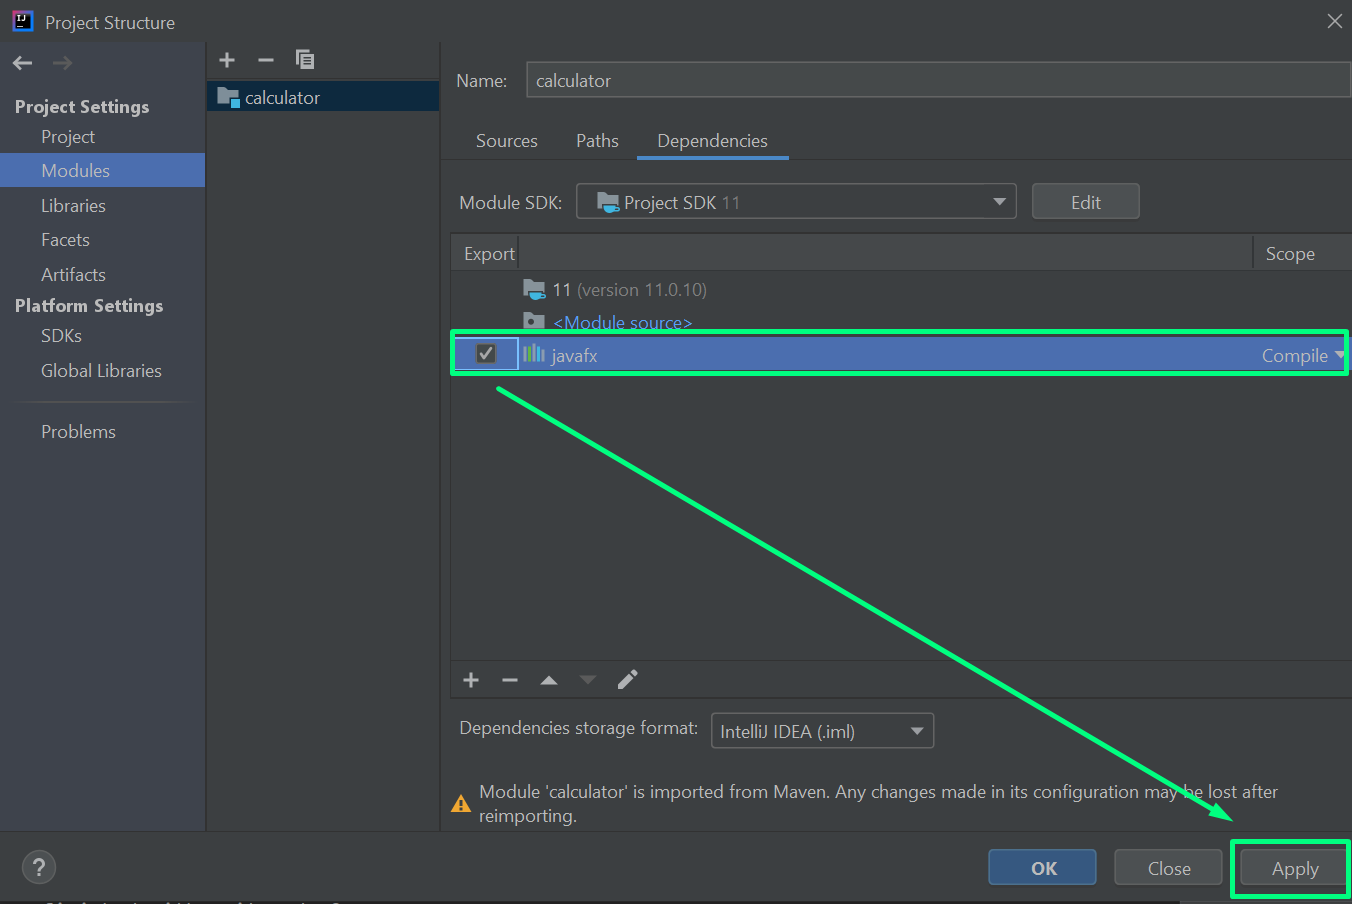 Project Structure
Project Settings
Project
Modules
Libraries
Facets
Artifacts
Platform Settings
SDKs
Global Libraries
Problems
calculator
Name: calculator
Sources Paths Dependencies
Module SDK: Project SDK 11 Edit
Export Scope
11 (version 11.0.10)
<Module source>
javafx Compile
Dependencies storage format: IntelliJ IDEA (.iml)
Module 'calculator' is imported from Maven. Any changes made in its configuration may be lost after
reimporting.
? OK Close Apply